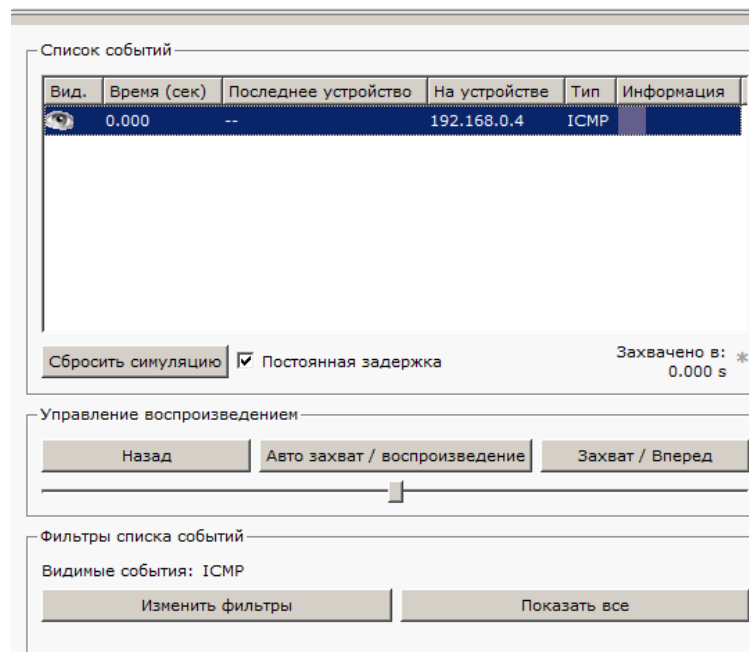 Список событий
Вид. Время (сек) Последнее устройство На устройстве Тип Информация
0.000 -- 192.168.0.4 ICMP
Сбросить симуляцию Постоянная задержка Захвачено в: *
0.000 s
Управление воспроизведением
Назад Авто захват / воспроизведение Захват / Вперед
Фильтры списка событий
Видимые события: ICMP
Изменить фильтры Показать все